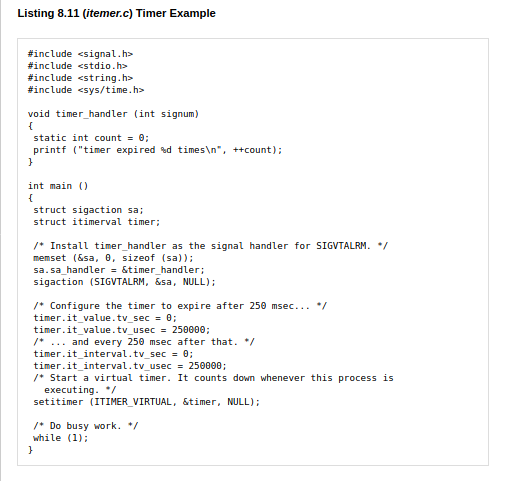 Listing 8.11 (itemer.c) Timer Example
#include <signal.h>
#include <stdio.h>
#include <string.h>
#include <sys/time.h>
void timer_handler (int signum)
{
static int count = 0;
printf ("timer expired %d times\n", ++count);
}
int main ()
{
struct sigaction sa;
struct itimerval timer;
/* Install timer_handler as the signal handler for SIGVTALRM. */
memset (&sa, 0, sizeof (sa));
sa.sa_handler = &timer_handler;
sigaction (SIGVTALRM, &sa, NULL);
/* Configure the timer to expire after 250 msec... */
timer.it_value.tv_sec = 0;
timer.it_value.tv_usec = 250000;
/* ... and every 250 msec after that. */
timer.it_interval.tv_sec = 0;
timer.it_interval.tv_usec = 250000;
/* Start a virtual timer. It counts down whenever this process is
executing. */
setitimer (ITIMER_VIRTUAL, &timer, NULL);
/* Do busy work. */
while (1);
}